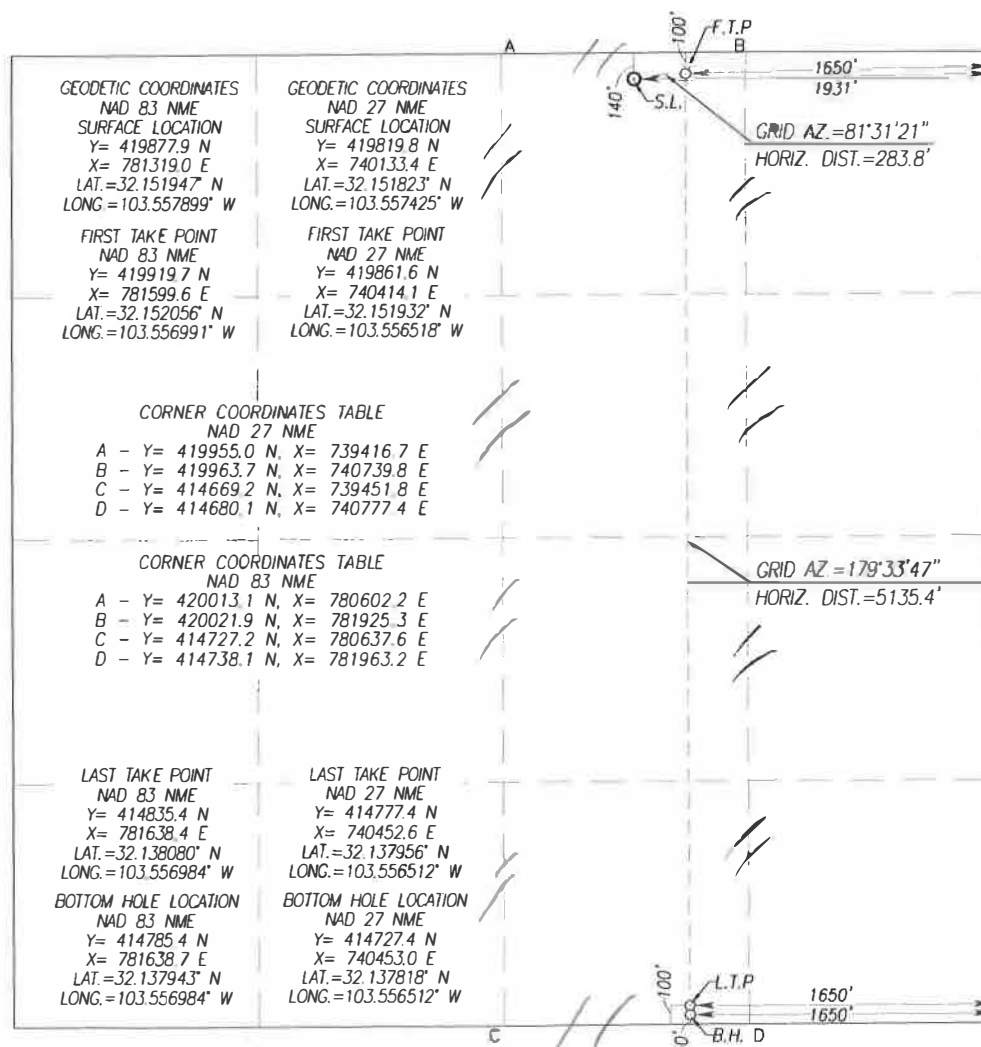 A
100'
F.T.P
B
1650'
1931'
140'
S.L.
GRID AZ.=81°31'21"
HORIZ. DIST.=283.8'
GEODETIC COORDINATES
NAD 83 NME
SURFACE LOCATION
Y= 419877.9 N
X= 781319.0 E
LAT.=32.151947° N
LONG.=103.557899° W
FIRST TAKE POINT
NAD 83 NME
Y= 419919.7 N
X= 781599.6 E
LAT.=32.152056° N
LONG.=103.556991° W
GEODETIC COORDINATES
NAD 27 NME
SURFACE LOCATION
Y= 419819.8 N
X= 740133.4 E
LAT.=32.151823° N
LONG.=103.557425° W
FIRST TAKE POINT
NAD 27 NME
Y= 419861.6 N
X= 740414.1 E
LAT.=32.151932° N
LONG.=103.556518° W
CORNER COORDINATES TABLE
NAD 27 NME
A - Y= 419955.0 N, X= 739416.7 E
B - Y= 419963.7 N, X= 740739.8 E
C - Y= 414669.2 N, X= 739451.8 E
D - Y= 414680.1 N, X= 740777.4 E
CORNER COORDINATES TABLE
NAD 83 NME
A - Y= 420013.1 N, X= 780602.2 E
B - Y= 420021.9 N, X= 781925.3 E
C - Y= 414727.2 N, X= 780637.6 E
D - Y= 414738.1 N, X= 781963.2 E
GRID AZ.=179°33'47"
HORIZ. DIST.=5135.4'
LAST TAKE POINT
NAD 83 NME
Y= 414835.4 N
X= 781638.4 E
LAT.=32.138080° N
LONG.=103.556984° W
BOTTOM HOLE LOCATION
NAD 83 NME
Y= 414785.4 N
X= 781638.7 E
LAT.=32.137943° N
LONG.=103.556984° W
LAST TAKE POINT
NAD 27 NME
Y= 414777.4 N
X= 740452.6 E
LAT.=32.137956° N
LONG.=103.556512° W
BOTTOM HOLE LOCATION
NAD 27 NME
Y= 414727.4 N
X= 740453.0 E
LAT.=32.137818° N
LONG.=103.556512° W
100'
L.T.P
1650'
1650'
C
B.H. D